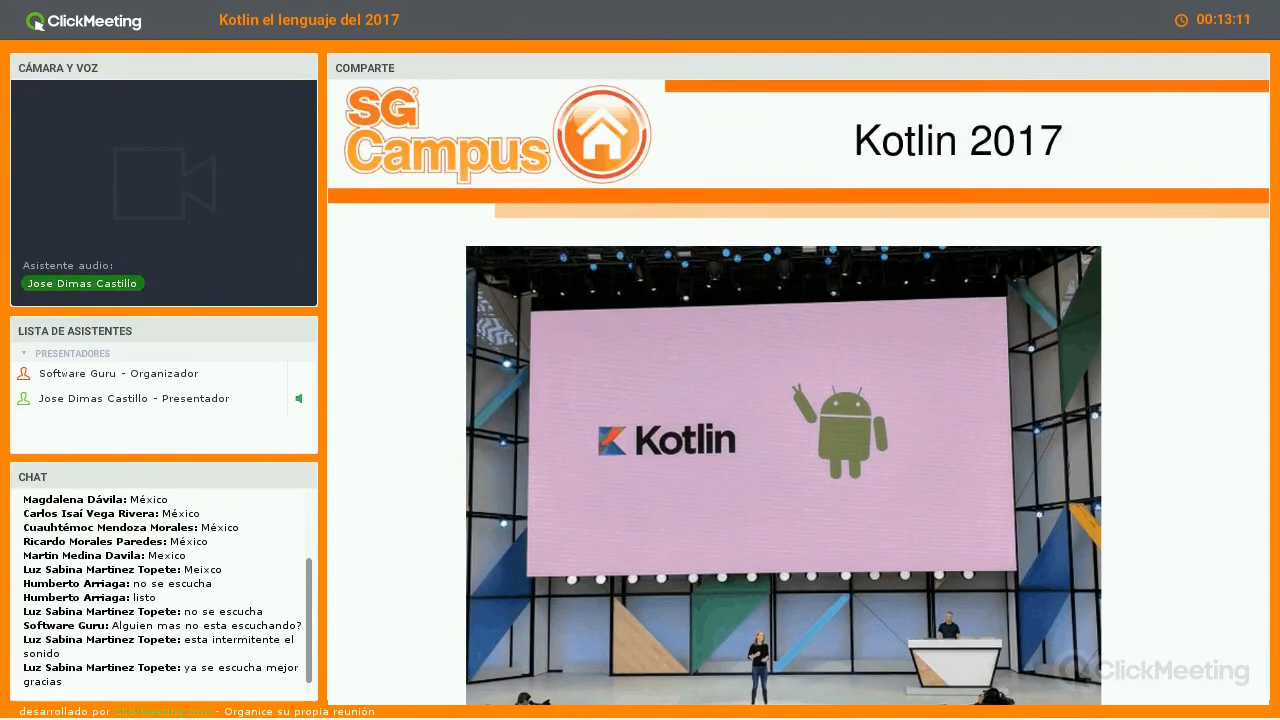 ClickMeeting
Kotlin el lenguaje del 2017
00:13:11
CÁMARA Y VOZ
Asistente audio:
Jose Dimas Castillo
LISTA DE ASISTENTES
PRESENTADORES
Software Guru - Organizador
Jose Dimas Castillo - Presentador
CHAT
Magdalena Dávila: México
Carlos Isaí Vega Rivera: México
Cuauhtémoc Mendoza Morales: México
Ricardo Morales Paredes: México
Martin Medina Davila: Mexico
Luz Sabina Martinez Topete: Meixco
Humberto Arriaga: no se escucha
Humberto Arriaga: listo
Luz Sabina Martinez Topete: no se escucha
Software Guru: Alguien mas no esta escuchando?
Luz Sabina Martinez Topete: esta intermitente el
sonido
Luz Sabina Martinez Topete: ya se escucha mejor
gracias
COMPARTE
SG
Campus
Kotlin 2017
Kotlin
ClickMeeting
desarrollado por ClickMeeting.com - Organice su propia reunión